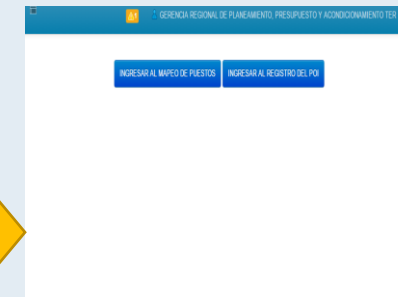 GERENCIA REGIONAL DE PLANEAMIENTO, PRESUPUESTO Y ACONDICIONAMIENTO TER
INGRESAR AL MAPEO DE PUESTOS INGRESAR AL REGISTRO DEL POI